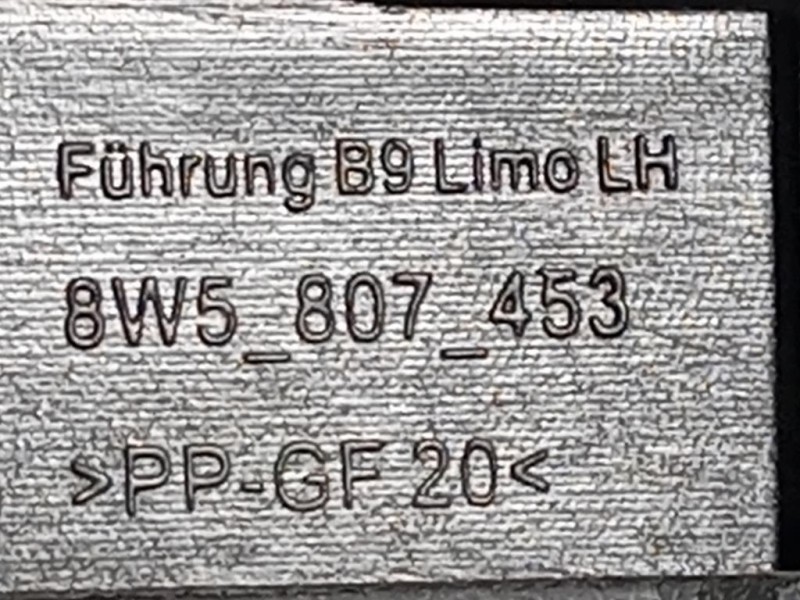 Führung B9 Limo LH
8W5_807_453
>PP-GF 20<